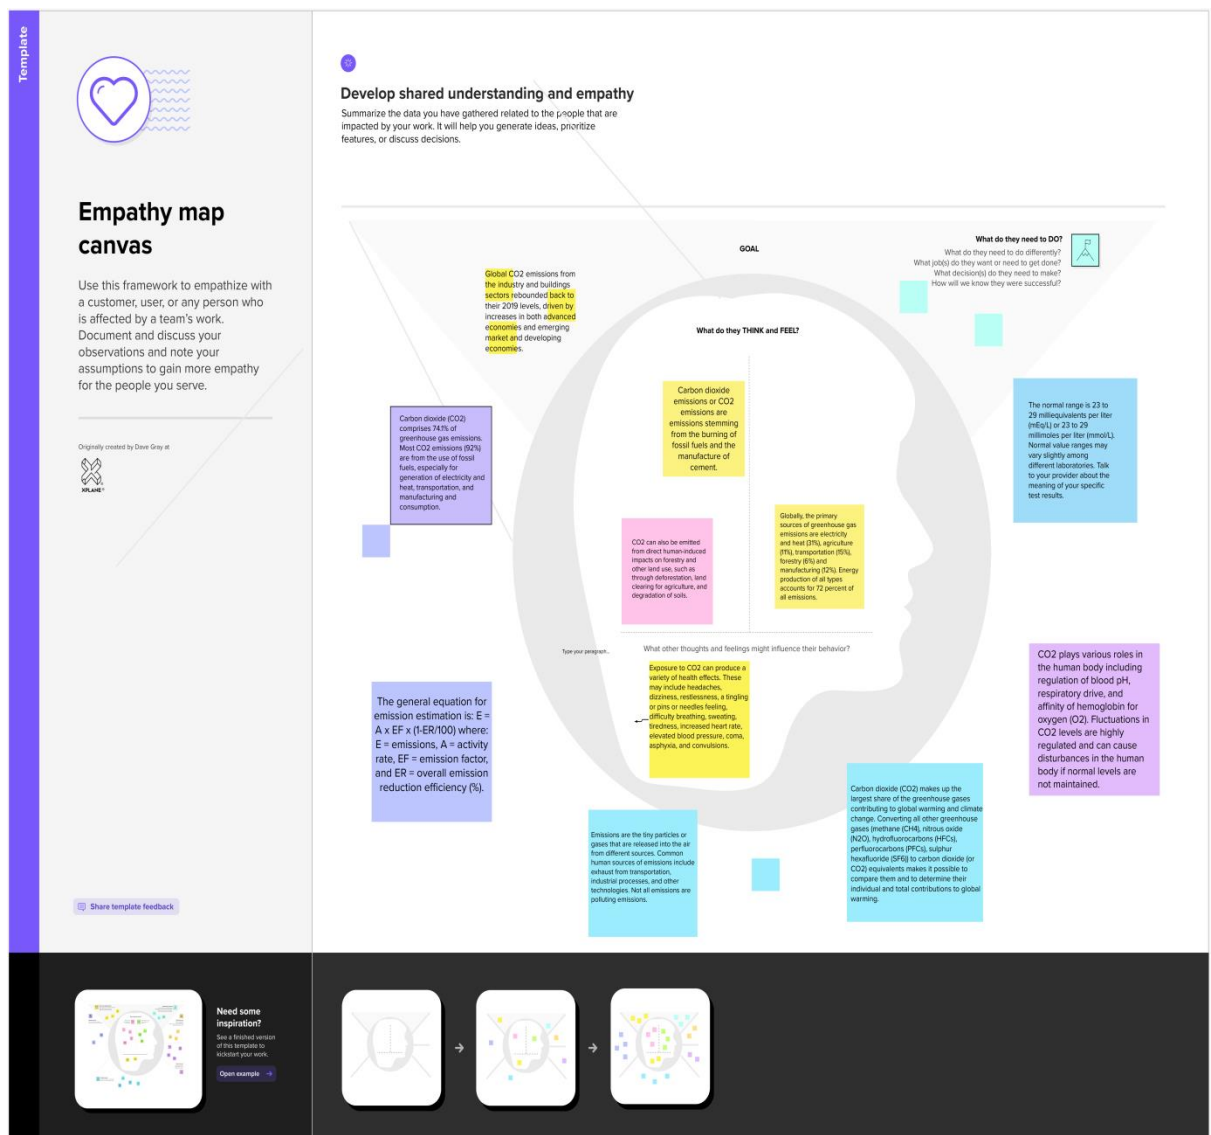 Template
Empathy map
canvas
Use this framework to empathize with
a customer, user, or any person who
is affected by a team's work.
Document and discuss your
observations and note your
assumptions to gain more empathy
for the people you serve.
Originally created by Dave Gray at
XPLANE
Share template feedback
Develop shared understanding and empathy
Summarize the data you have gathered related to the people that are
impacted by your work. It will help you generate ideas, prioritize
features, or discuss decisions.
GOAL
What do they need to DO?
What do they need to do differently?
What job(s) do they want or need to get done?
What decision(s) do they need to make?
How will we know they were successful?
Global CO2 emissions from
the industry and buildings
sectors rebounded back to
their 2019 levels, driven by
increases in both advanced
economies and emerging
market and developing
economies.
What do they THINK and FEEL?
Carbon dioxide
emissions or CO2
emissions are
emissions stemming
from the burning of
fossil fuels and the
manufacture of
cement.
Carbon dioxide (CO2)
comprises 74.1% of
greenhouse gas emissions.
Most CO2 emissions (92%)
are from the use of fossil
fuels, especially for
generation of electricity and
heat, transportation, and
manufacturing and
consumption.
The normal range is 23 to
29 milliequivalents per liter
(mEq/L) or 23 to 29
millimoles per liter (mmol/L).
Normal value ranges may
vary slightly among
different laboratories. Talk
to your provider about the
meaning of your specific
test results.
CO2 can also be emitted
from direct human-induced
impacts on forestry and
other land use, such as
through deforestation, land
clearing for agriculture, and
degradation of soils.
Globally, the primary
sources of greenhouse gas
emissions are electricity
and heat (31%), agriculture
(11%), transportation (15%),
forestry (6%) and
manufacturing (12%). Energy
production of all types
accounts for 72 percent of
all emissions.
Type your paragraph...
What other thoughts and feelings might influence their behavior?
Exposure to CO2 can produce a
variety of health effects. These
may include headaches,
dizziness, restlessness, a tingling
or pins or needles feeling,
difficulty breathing, sweating,
tiredness, increased heart rate,
elevated blood pressure, coma,
asphyxia, and convulsions.
The general equation for
emission estimation is: E =
A x EF x (1-ER/100) where:
E = emissions, A = activity
rate, EF = emission factor,
and ER = overall emission
reduction efficiency (%).
CO2 plays various roles in
the human body including
regulation of blood pH,
respiratory drive, and
affinity of hemoglobin for
oxygen (O2). Fluctuations in
CO2 levels are highly
regulated and can cause
disturbances in the human
body if normal levels are
not maintained.
Emissions are the tiny particles or
gases that are released into the air
from different sources. Common
human sources of emissions include
exhaust from transportation,
industrial processes, and other
technologies. Not all emissions are
polluting emissions.
Carbon dioxide (CO2) makes up the
largest share of the greenhouse gases
contributing to global warming and climate
change. Converting all other greenhouse
gases (methane (CH4), nitrous oxide
(N2O), hydrofluorocarbons (HFCs),
perfluorocarbons (PFCs), sulphur
hexafluoride (SF6)) to carbon dioxide (or
CO2) equivalents makes it possible to
compare them and to determine their
individual and total contributions to global
warming.
Need some
inspiration?
See a finished version
of this template to
kickstart your work.
Open example